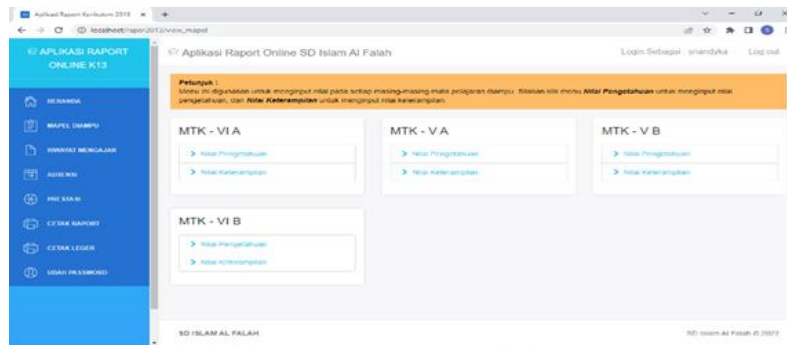 Aplikasi Raport Kurikulum 2013
localhost/rapor2013/view_mapel
APLIKASI RAPORT
ONLINE K13
Aplikasi Raport Online SD Islam Al Falah
Login Sebagai :
Log out
BERANDA
MAPEL DIAMPU
RIWAYAT MENGAJAR
ABSENSI
PRESTASI
CETAK RAPORT
CETAK LEGER
UBAH PASSWORD
Petunjuk :
Menu ini digunakan untuk menginput nilai pada setiap masing-masing mata pelajaran diampu. Silakan klik menu Nilai Pengetahuan untuk menginput nilai
pengetahuan, dan Nilai Keterampilan untuk menginput nilai keterampilan.
MTK - VI A
Nilai Pengetahuan
Nilai Keterampilan
MTK - V A
Nilai Pengetahuan
Nilai Keterampilan
MTK - V B
Nilai Pengetahuan
Nilai Keterampilan
MTK - VI B
Nilai Pengetahuan
Nilai Keterampilan
SD ISLAM AL FALAH
SD Islam Al Falah © 2022